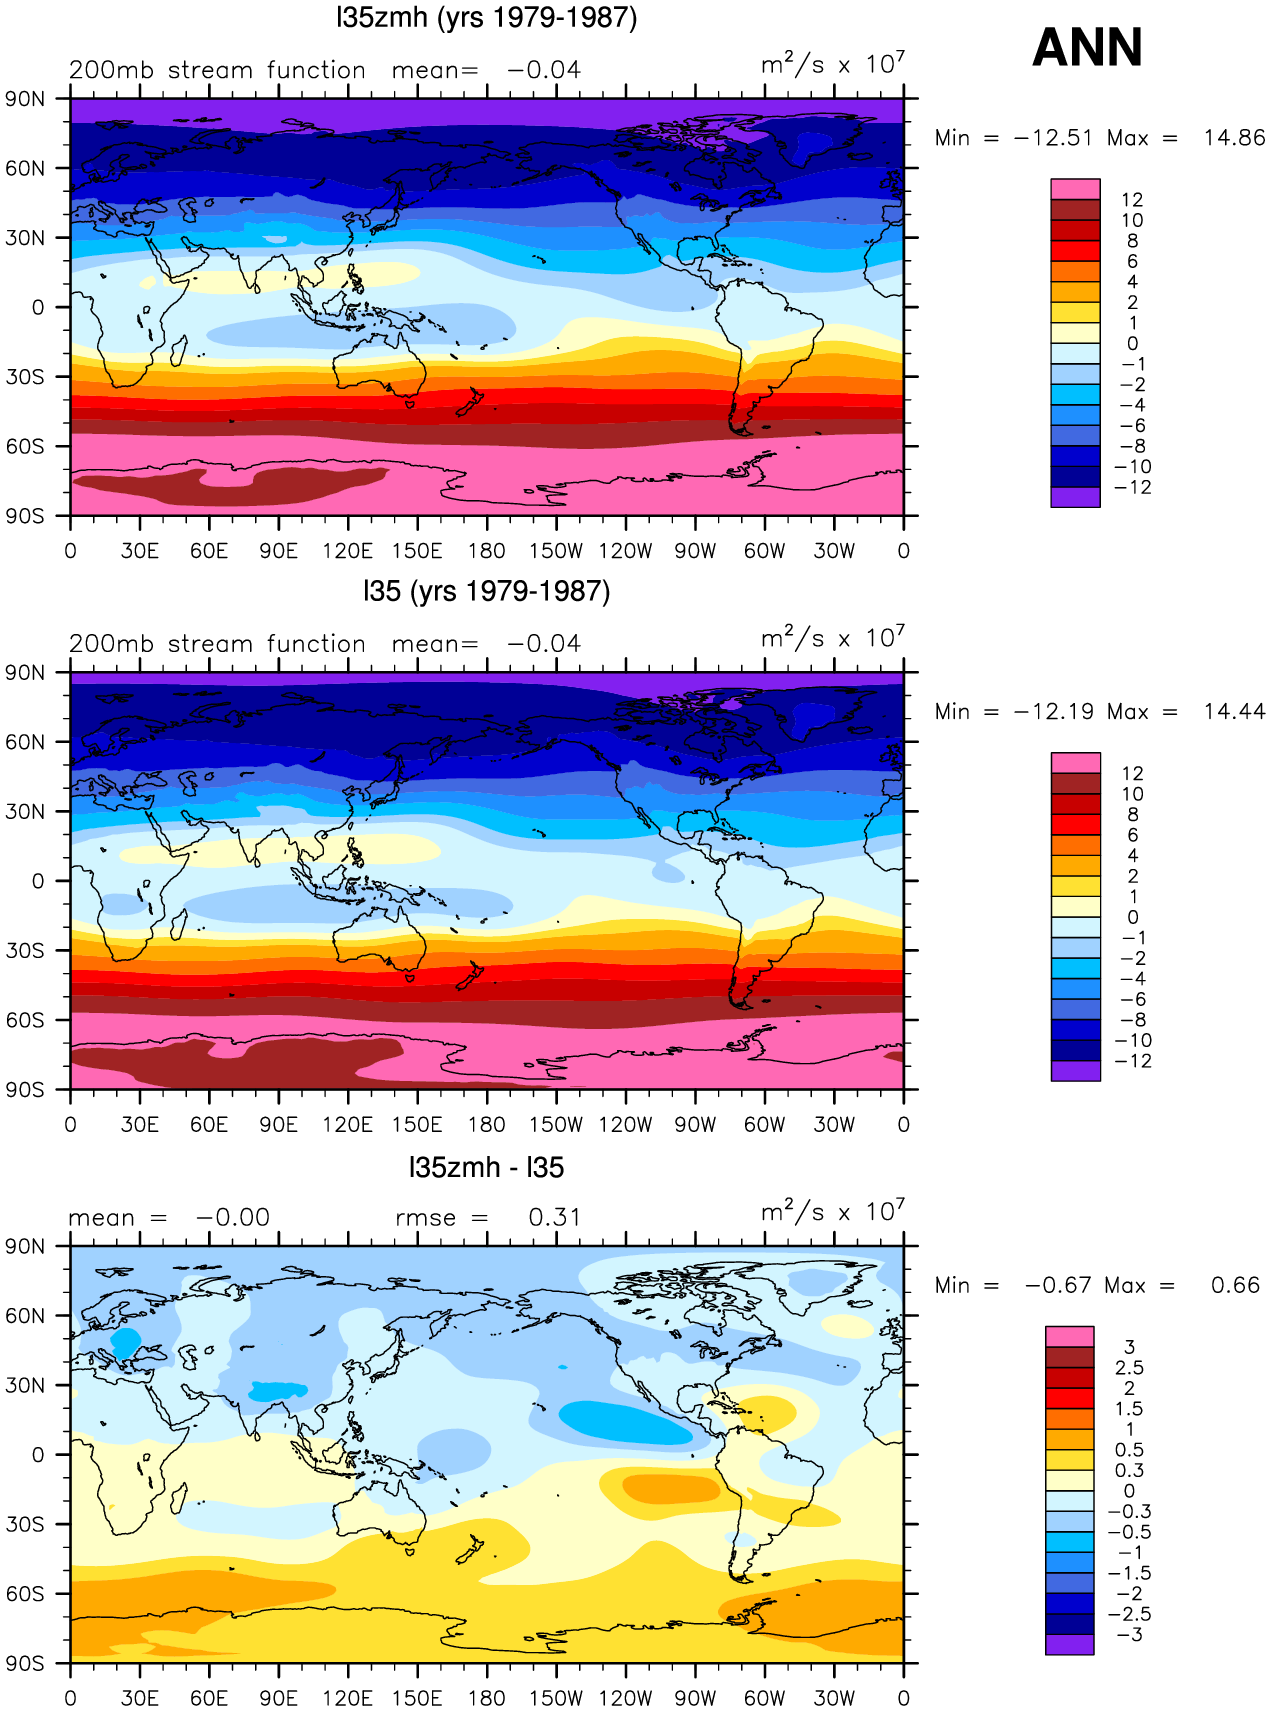 l35zmh (yrs 1979-1987)
ANN
200mb stream function mean= −0.04 m²/s x 10⁷
Min = −12.51 Max = 14.86
90N
60N
30N
0
30S
60S
90S
0 30E 60E 90E 120E 150E 180 150W 120W 90W 60W 30W 0
12
10
8
6
4
2
1
0
−1
−2
−4
−6
−8
−10
−12
l35 (yrs 1979-1987)
200mb stream function mean= −0.04 m²/s x 10⁷
Min = −12.19 Max = 14.44
90N
60N
30N
0
30S
60S
90S
0 30E 60E 90E 120E 150E 180 150W 120W 90W 60W 30W 0
12
10
8
6
4
2
1
0
−1
−2
−4
−6
−8
−10
−12
l35zmh - l35
mean = −0.00 rmse = 0.31 m²/s x 10⁷
Min = −0.67 Max = 0.66
90N
60N
30N
0
30S
60S
90S
0 30E 60E 90E 120E 150E 180 150W 120W 90W 60W 30W 0
3
2.5
2
1.5
1
0.5
0.3
0
−0.3
−0.5
−1
−1.5
−2
−2.5
−3